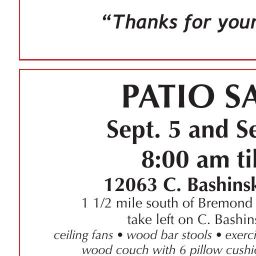 “Thanks for your
PATIO SA
Sept. 5 and Se
8:00 am til
12063 C. Bashinsk
1 1/2 mile south of Bremond
take left on C. Bashins
ceiling fans • wood bar stools • exerci
wood couch with 6 pillow cushi